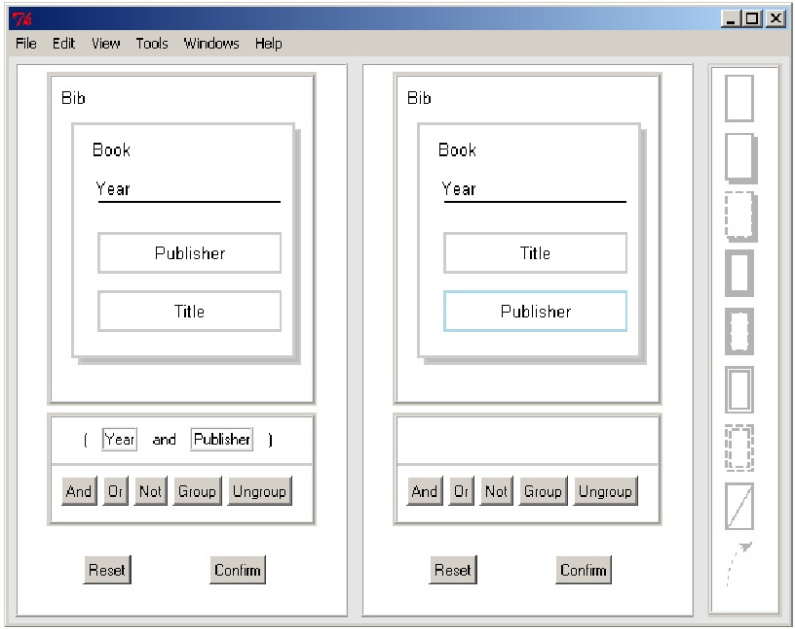 File Edit View Tools Windows Help
Bib
Book
Year
Publisher
Title
( Year and Publisher )
And Or Not Group Ungroup
Reset Confirm
Bib
Book
Year
Title
Publisher
And Or Not Group Ungroup
Reset Confirm